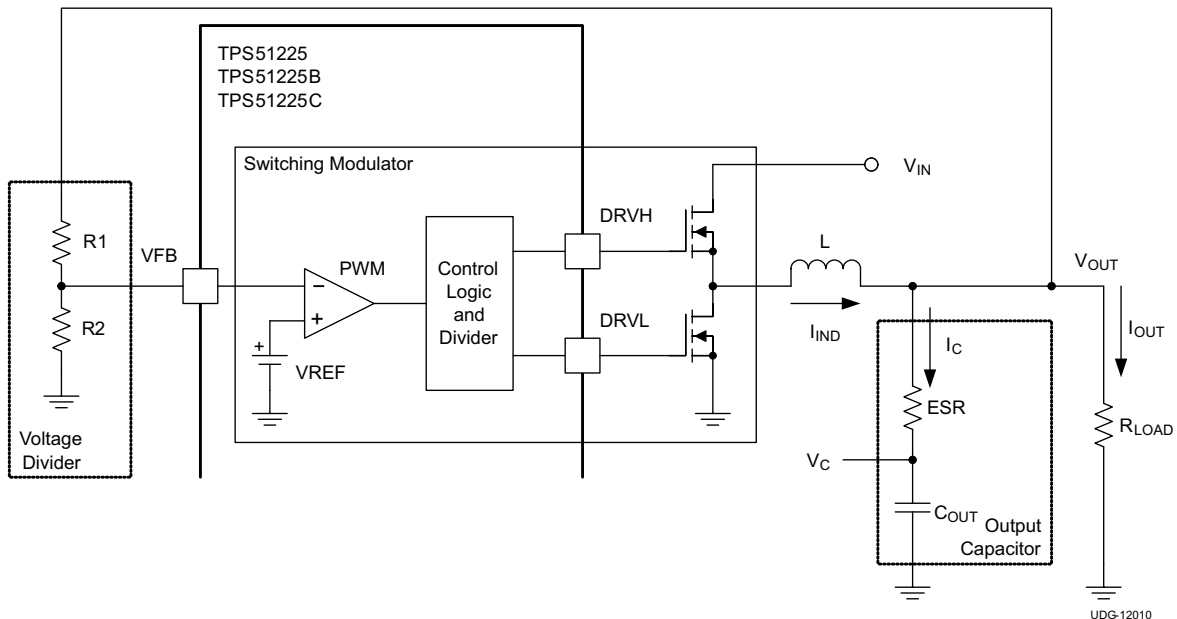 TPS51225
TPS51225B
TPS51225C
Switching Modulator
VIN
DRVH
R1
VFB
PWM
Control
Logic
and
Divider
L
VOUT
R2
DRVL
IIND
IC
IOUT
+
VREF
−
+
ESR
RLOAD
Voltage
Divider
VC
COUT
Output
Capacitor
UDG-12010